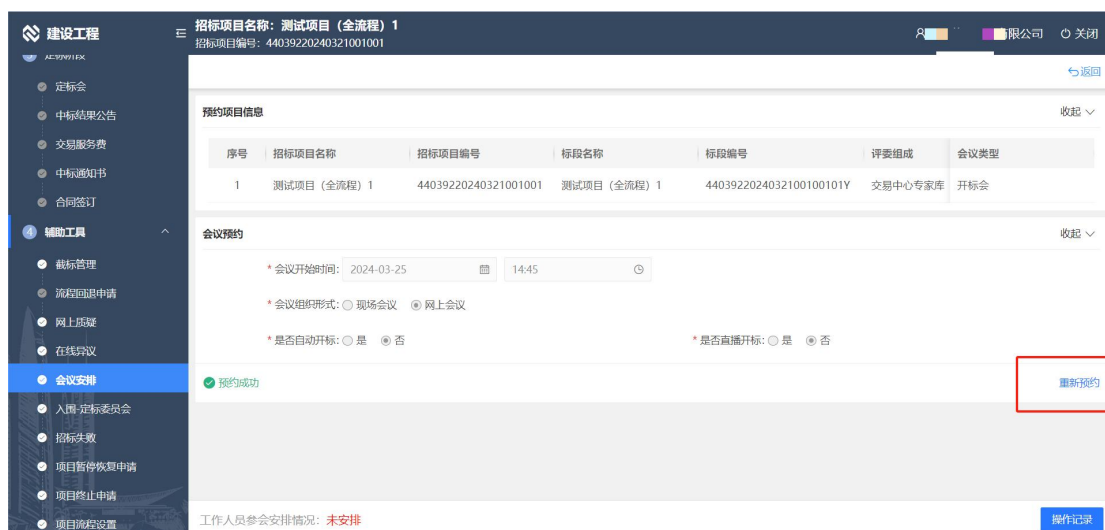 建设工程
招标项目名称：测试项目（全流程）1
招标项目编号：44039220240321001001
限公司 关闭
定标阶段
定标会
中标结果公告
交易服务费
中标通知书
合同签订
4 辅助工具
截标管理
流程回退申请
网上质疑
在线异议
会议安排
入围-定标委员会
招标失败
项目暂停恢复申请
项目终止申请
项目流程设置
返回
预约项目信息 收起
序号 招标项目名称 招标项目编号 标段名称 标段编号 评委组成 会议类型
1 测试项目（全流程）1 44039220240321001001 测试项目（全流程）1 4403922024032100100101Y 交易中心专家库 开标会
会议预约 收起
* 会议开始时间: 2024-03-25 14:45
* 会议组织形式: 现场会议 网上会议
* 是否自动开标: 是 否 * 是否直播开标: 是 否
预约成功 重新预约
工作人员参会安排情况：未安排 操作记录